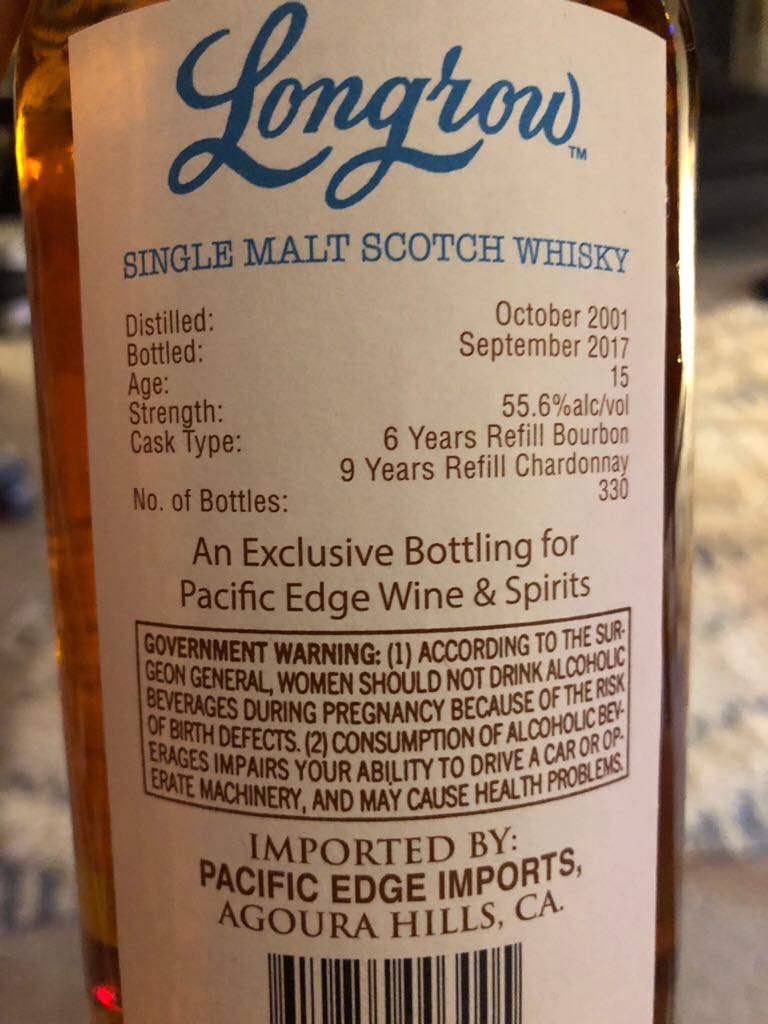 Longrow™
SINGLE MALT SCOTCH WHISKY
Distilled: October 2001
Bottled: September 2017
Age: 15
Strength: 55.6%alc/vol
Cask Type: 6 Years Refill Bourbon
9 Years Refill Chardonnay
No. of Bottles: 330
An Exclusive Bottling for
Pacific Edge Wine & Spirits
GOVERNMENT WARNING: (1) ACCORDING TO THE SUR-
GEON GENERAL, WOMEN SHOULD NOT DRINK ALCOHOLIC
BEVERAGES DURING PREGNANCY BECAUSE OF THE RISK
OF BIRTH DEFECTS. (2) CONSUMPTION OF ALCOHOLIC BEV-
ERAGES IMPAIRS YOUR ABILITY TO DRIVE A CAR OR OP-
ERATE MACHINERY, AND MAY CAUSE HEALTH PROBLEMS.
IMPORTED BY:
PACIFIC EDGE IMPORTS,
AGOURA HILLS, CA.